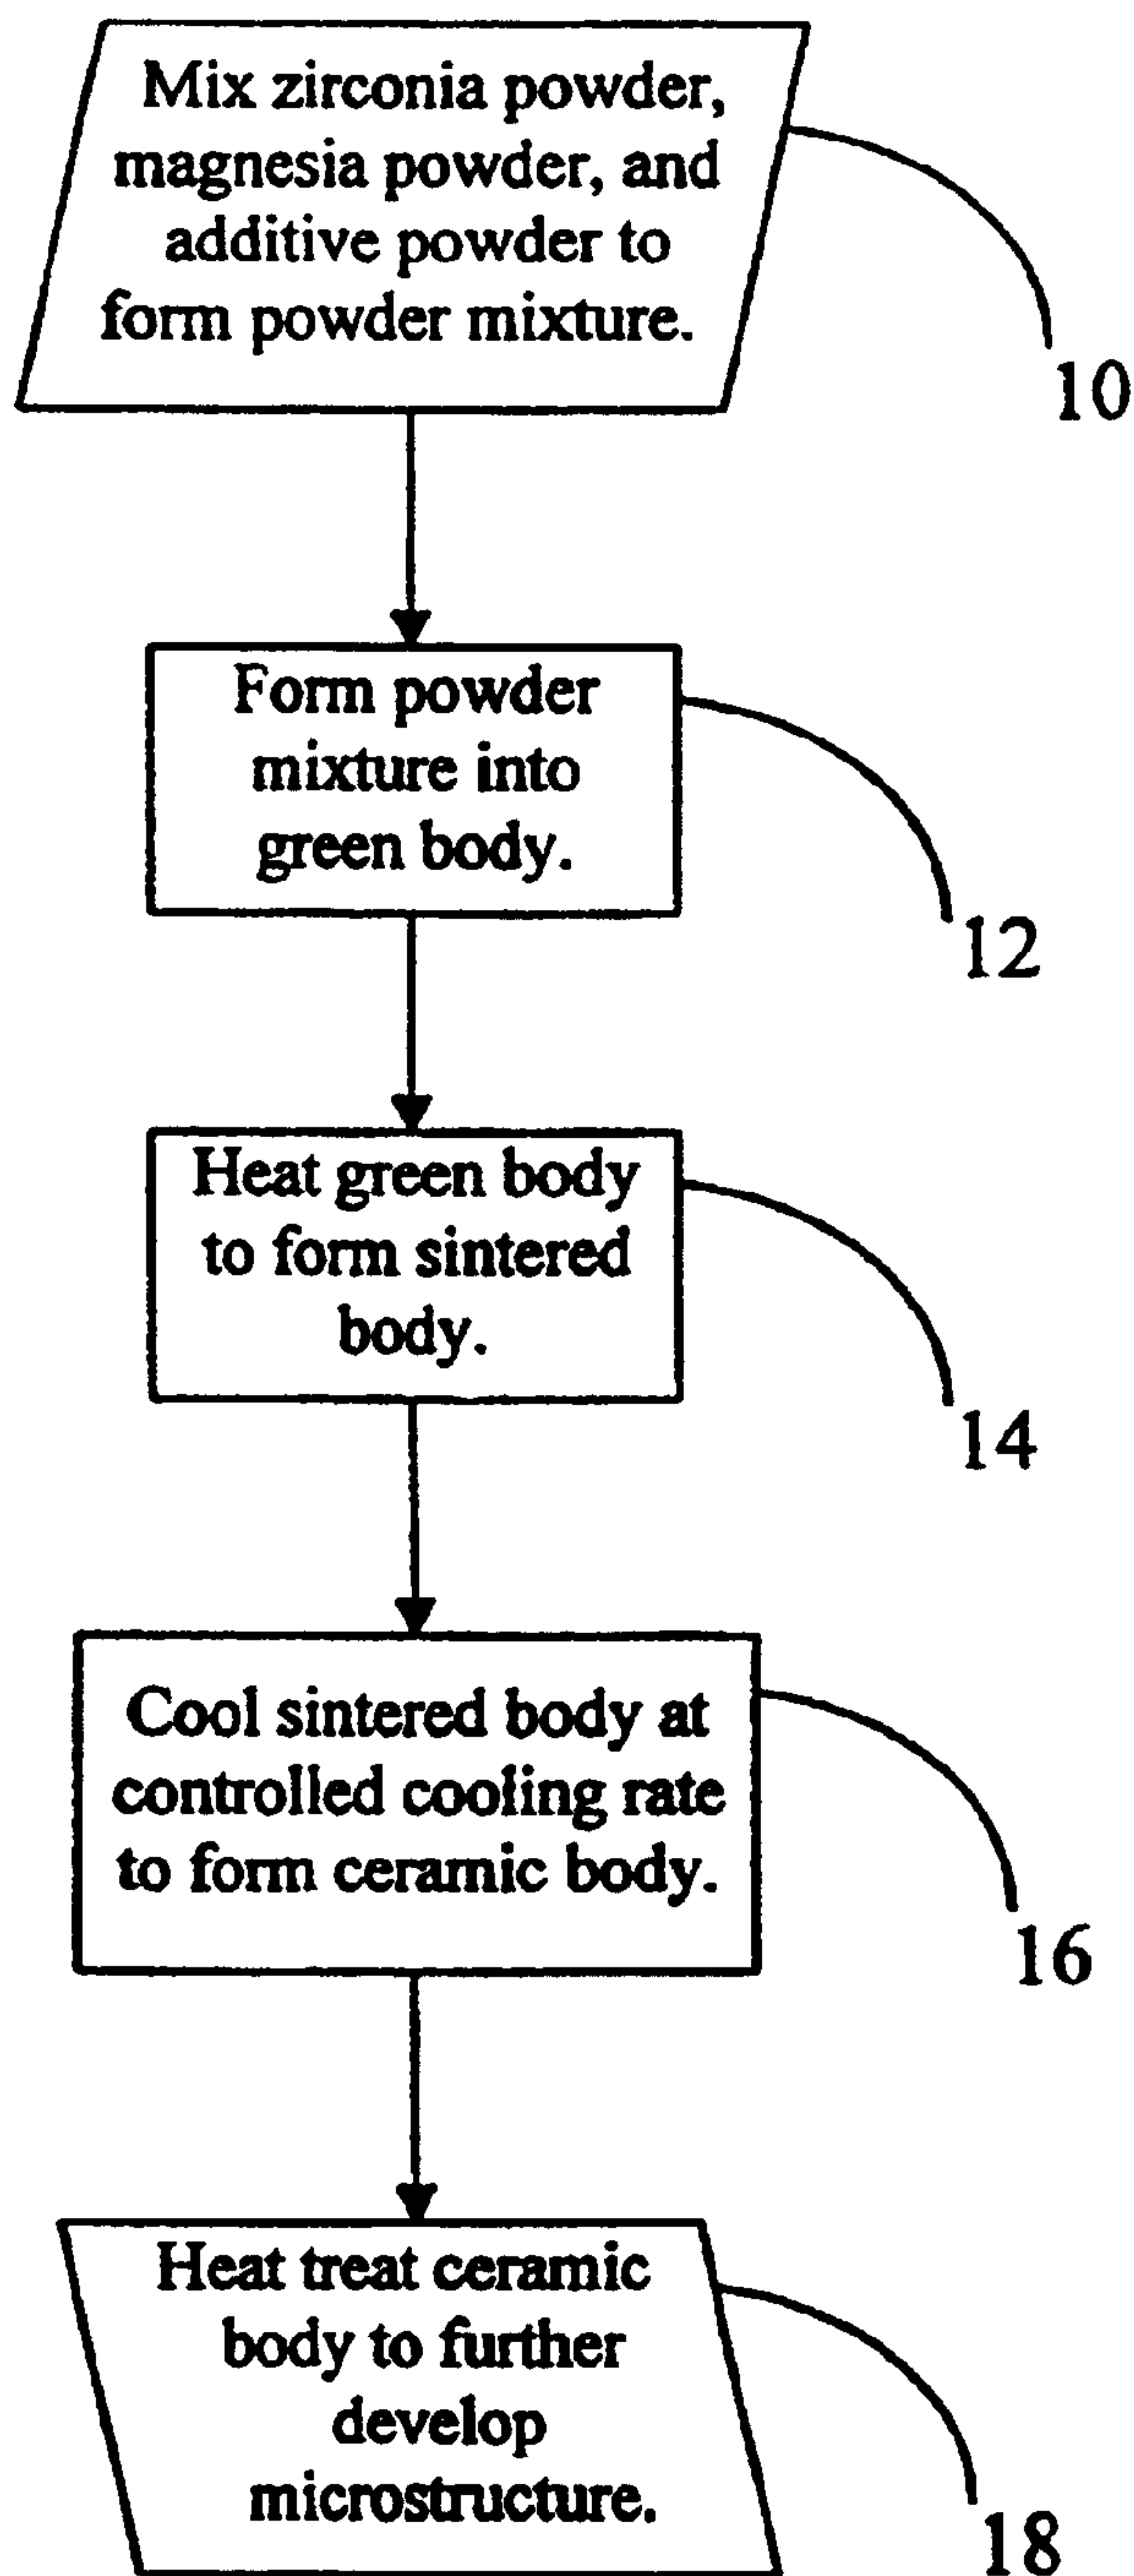 Mix zirconia powder,
magnesia powder, and
additive powder to
form powder mixture.
10
Form powder
mixture into
green body.
12
Heat green body
to form sintered
body.
14
Cool sintered body at
controlled cooling rate
to form ceramic body.
16
Heat treat ceramic
body to further
develop
microstructure.
18